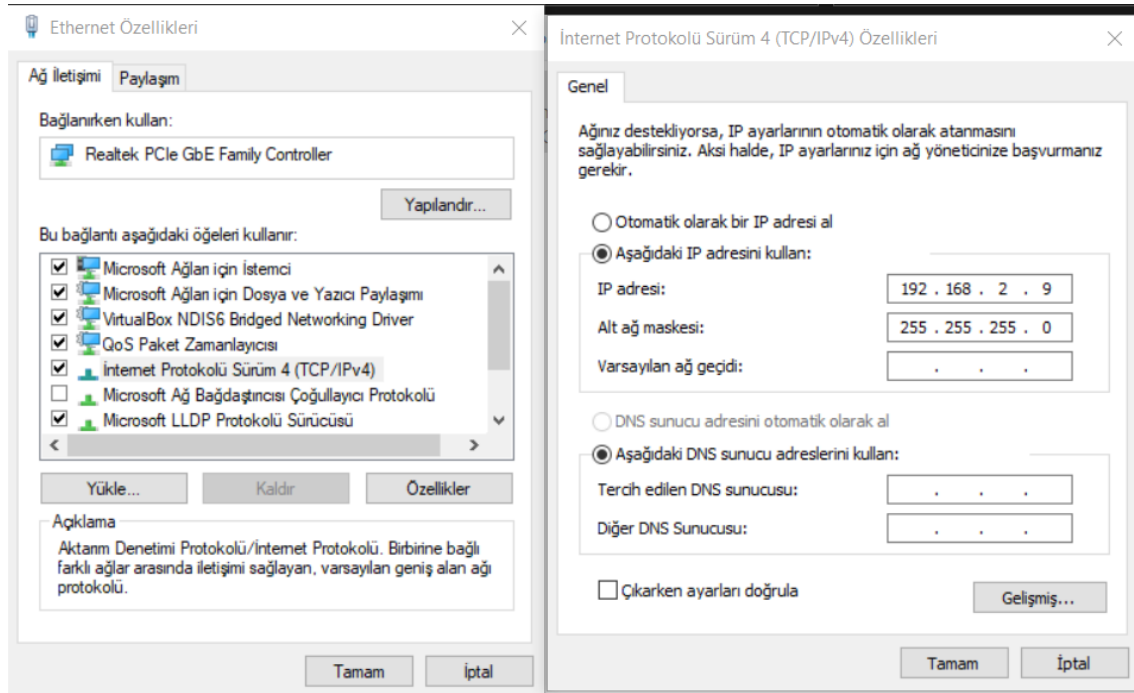 Ethernet Özellikleri
Ağ İletişimi
Paylaşım
Bağlanırken kullan:
Realtek PCIe GbE Family Controller
Yapılandır...
Bu bağlantı aşağıdaki öğeleri kullanır:
Microsoft Ağları için İstemci
Microsoft Ağları için Dosya ve Yazıcı Paylaşımı
VirtualBox NDIS6 Bridged Networking Driver
QoS Paket Zamanlayıcısı
İnternet Protokolü Sürüm 4 (TCP/IPv4)
Microsoft Ağ Bağdaştırıcısı Çoğullayıcı Protokolü
Microsoft LLDP Protokolü Sürücüsü
Yükle...
Kaldır
Özellikler
Açıklama
Aktarım Denetimi Protokolü/İnternet Protokolü. Birbirine bağlı
farklı ağlar arasında iletişimi sağlayan, varsayılan geniş alan ağı
protokolü.
Tamam
İptal
İnternet Protokolü Sürüm 4 (TCP/IPv4) Özellikleri
Genel
Ağınız destekliyorsa, IP ayarlarının otomatik olarak atanmasını
sağlayabilirsiniz. Aksi halde, IP ayarlarınız için ağ yöneticinize başvurmanız
gerekir.
Otomatik olarak bir IP adresi al
Aşağıdaki IP adresini kullan:
IP adresi:
192 . 168 . 2 . 9
Alt ağ maskesi:
255 . 255 . 255 . 0
Varsayılan ağ geçidi:
. . .
DNS sunucu adresini otomatik olarak al
Aşağıdaki DNS sunucu adreslerini kullan:
Tercih edilen DNS sunucusu:
. . .
Diğer DNS Sunucusu:
. . .
Çıkarken ayarları doğrula
Gelişmiş...
Tamam
İptal